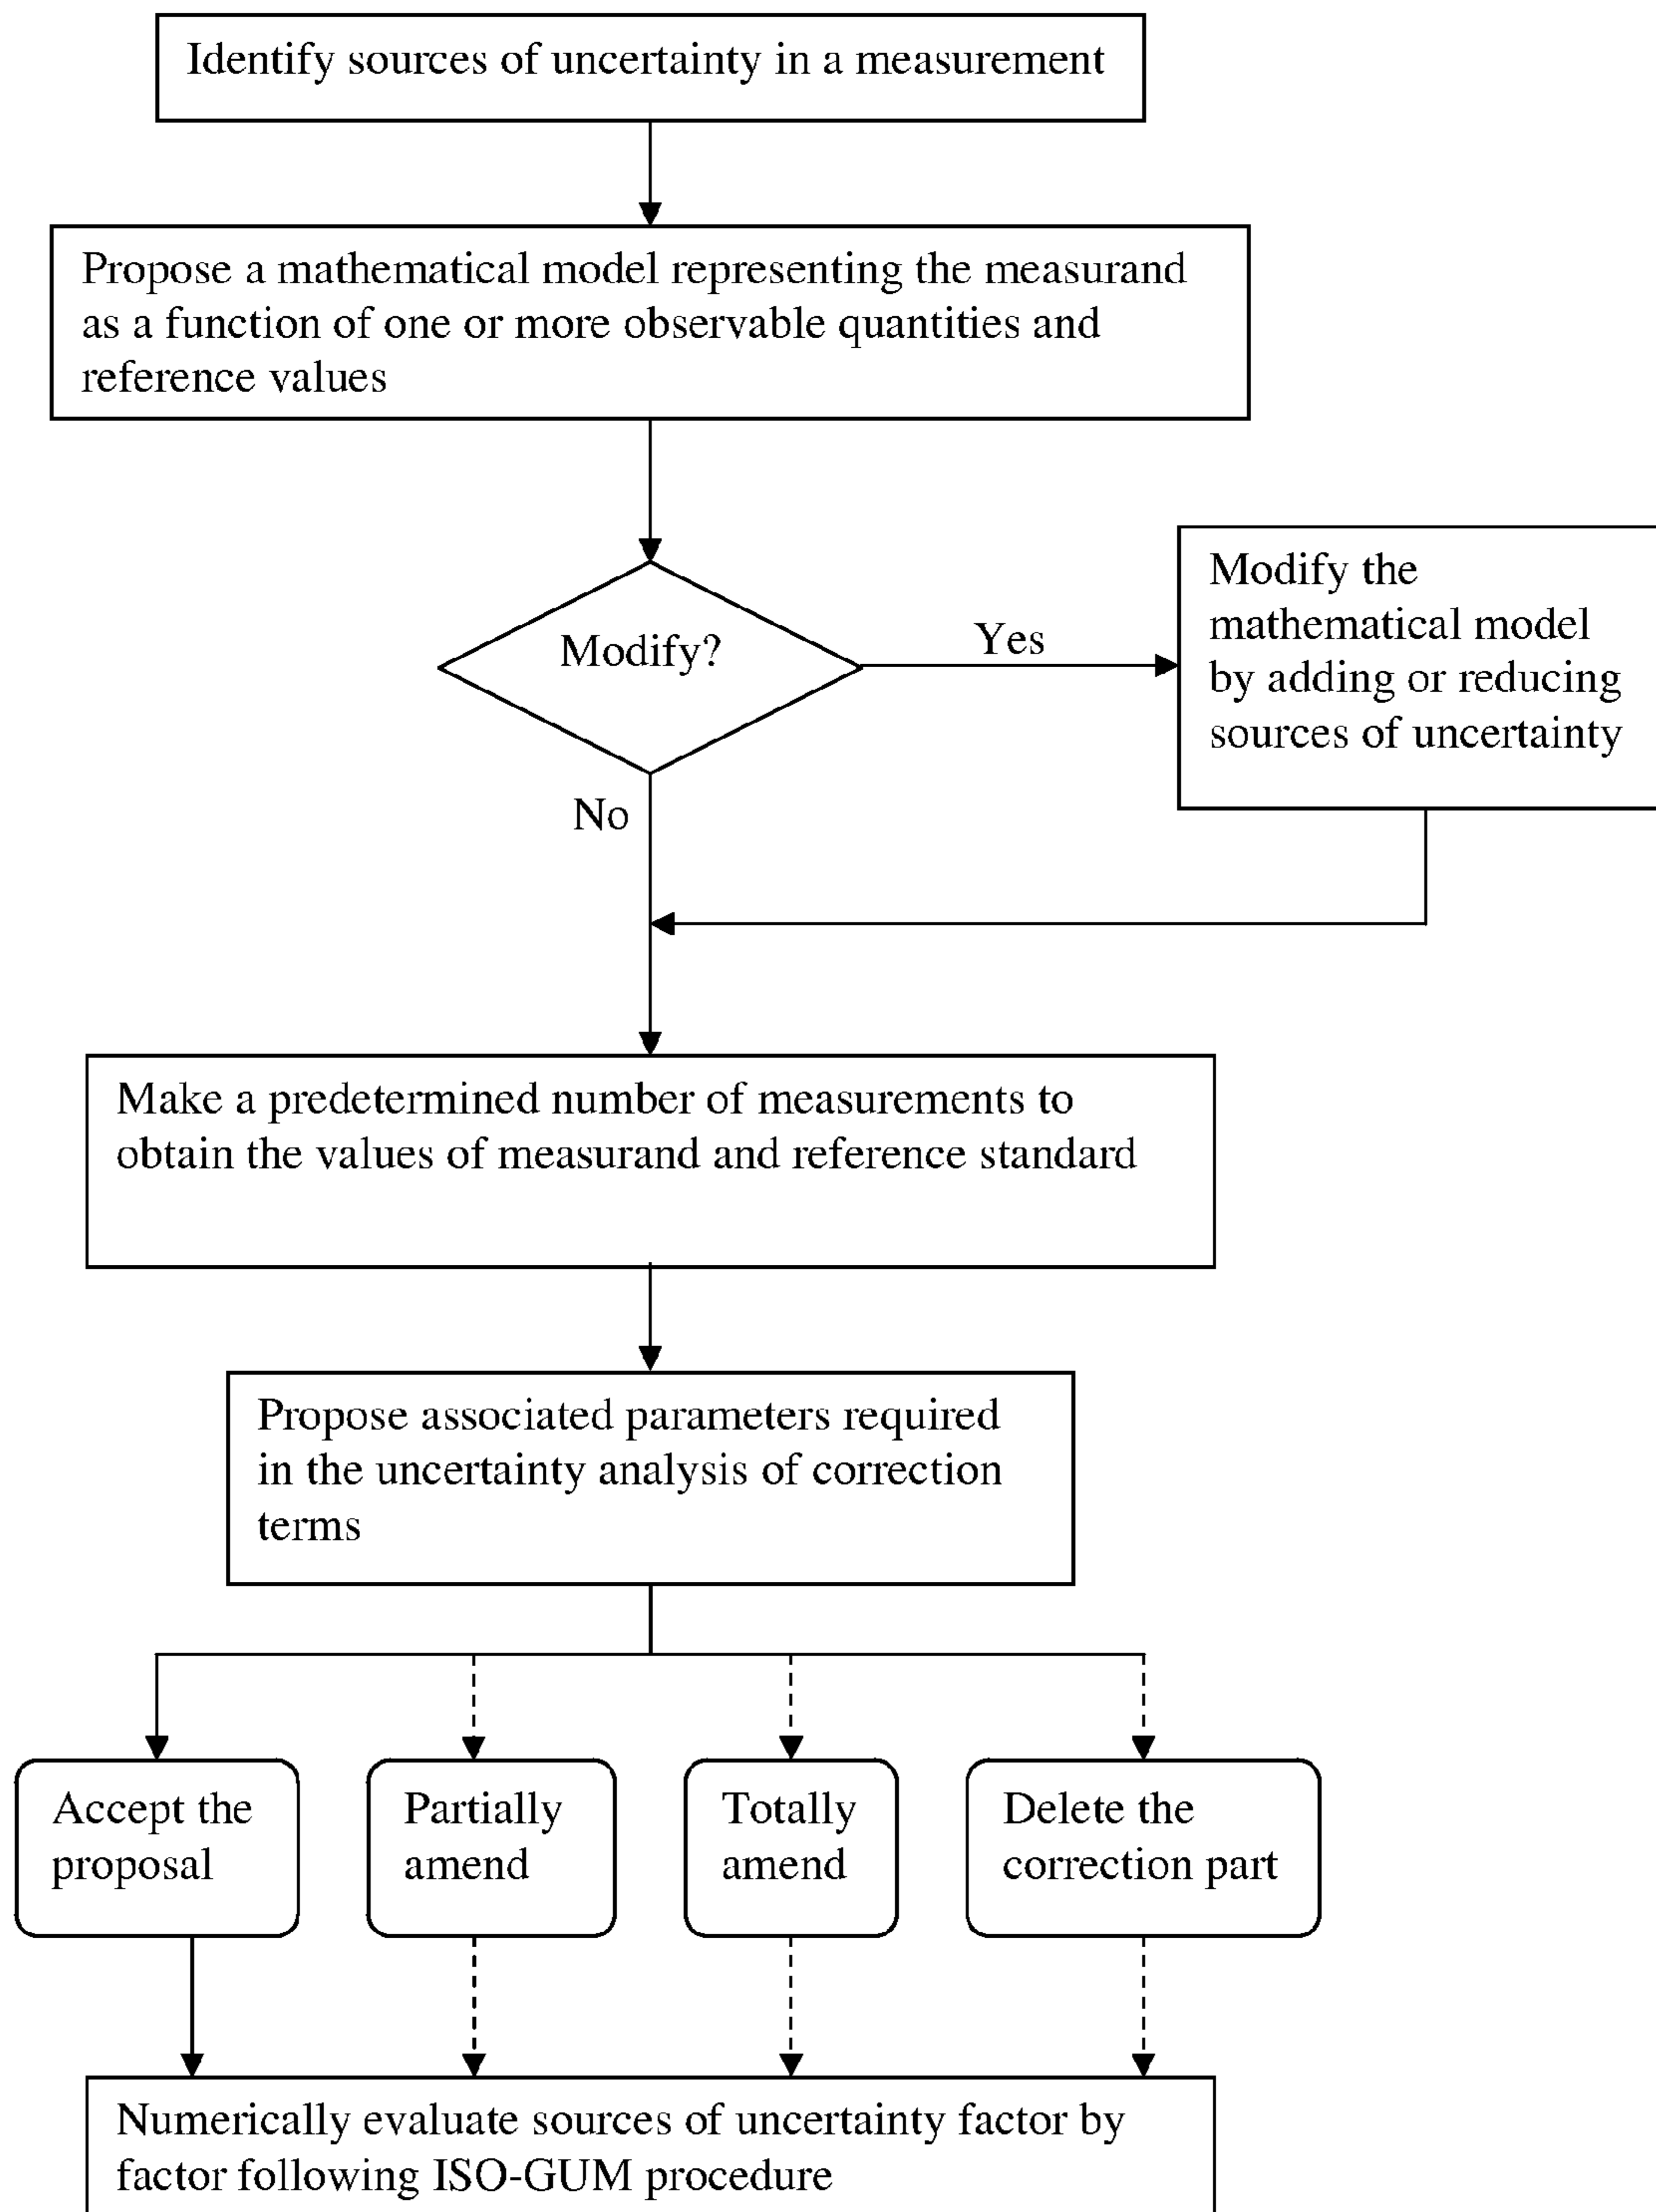 Identify sources of uncertainty in a measurement
Propose a mathematical model representing the measurand
as a function of one or more observable quantities and
reference values
Modify?
Yes
Modify the
mathematical model
by adding or reducing
sources of uncertainty
No
Make a predetermined number of measurements to
obtain the values of measurand and reference standard
Propose associated parameters required
in the uncertainty analysis of correction
terms
Accept the
proposal
Partially
amend
Totally
amend
Delete the
correction part
Numerically evaluate sources of uncertainty factor by
factor following ISO-GUM procedure